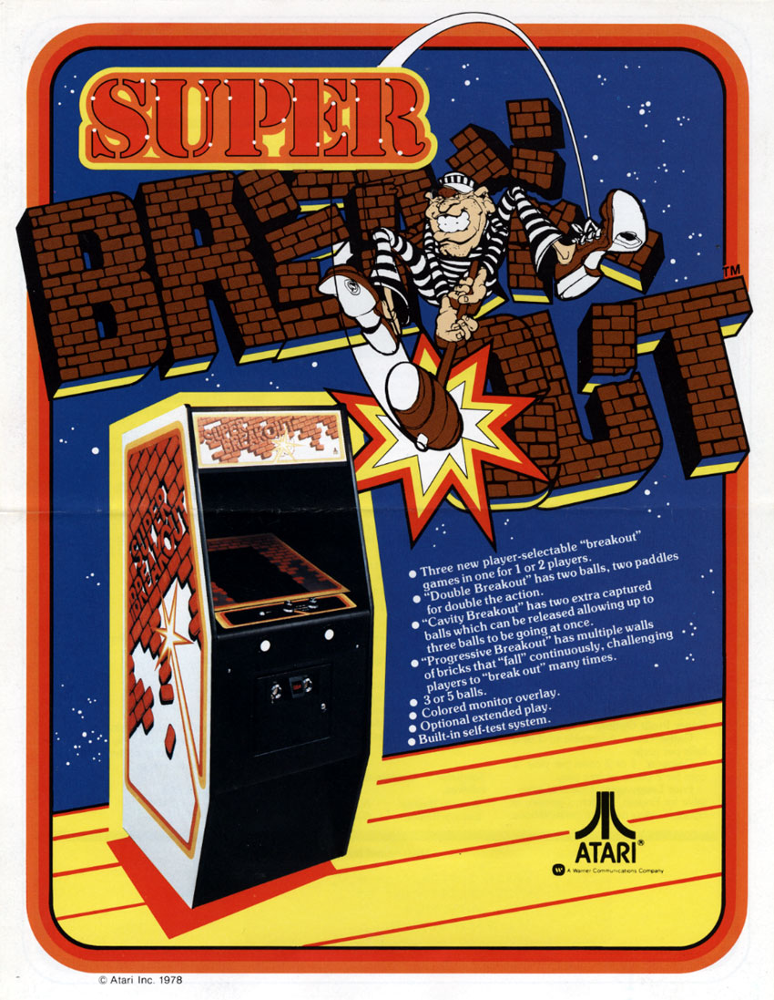 SUPER
BREAK
OUT
TM
SUPER
BREAKOUT
SUPER
BREAKOUT
● Three new player-selectable “breakout”
games in one for 1 or 2 players.
● “Double Breakout” has two balls, two paddles
for double the action.
● “Cavity Breakout” has two extra captured
balls which can be released allowing up to
three balls to be going at once.
● “Progressive Breakout” has multiple walls
of bricks that “fall” continuously, challenging
players to “break out” many times.
● 3 or 5 balls.
● Colored monitor overlay.
● Optional extended play.
● Built-in self-test system.
ATARI®
A Warner Communications Company
© Atari Inc. 1978